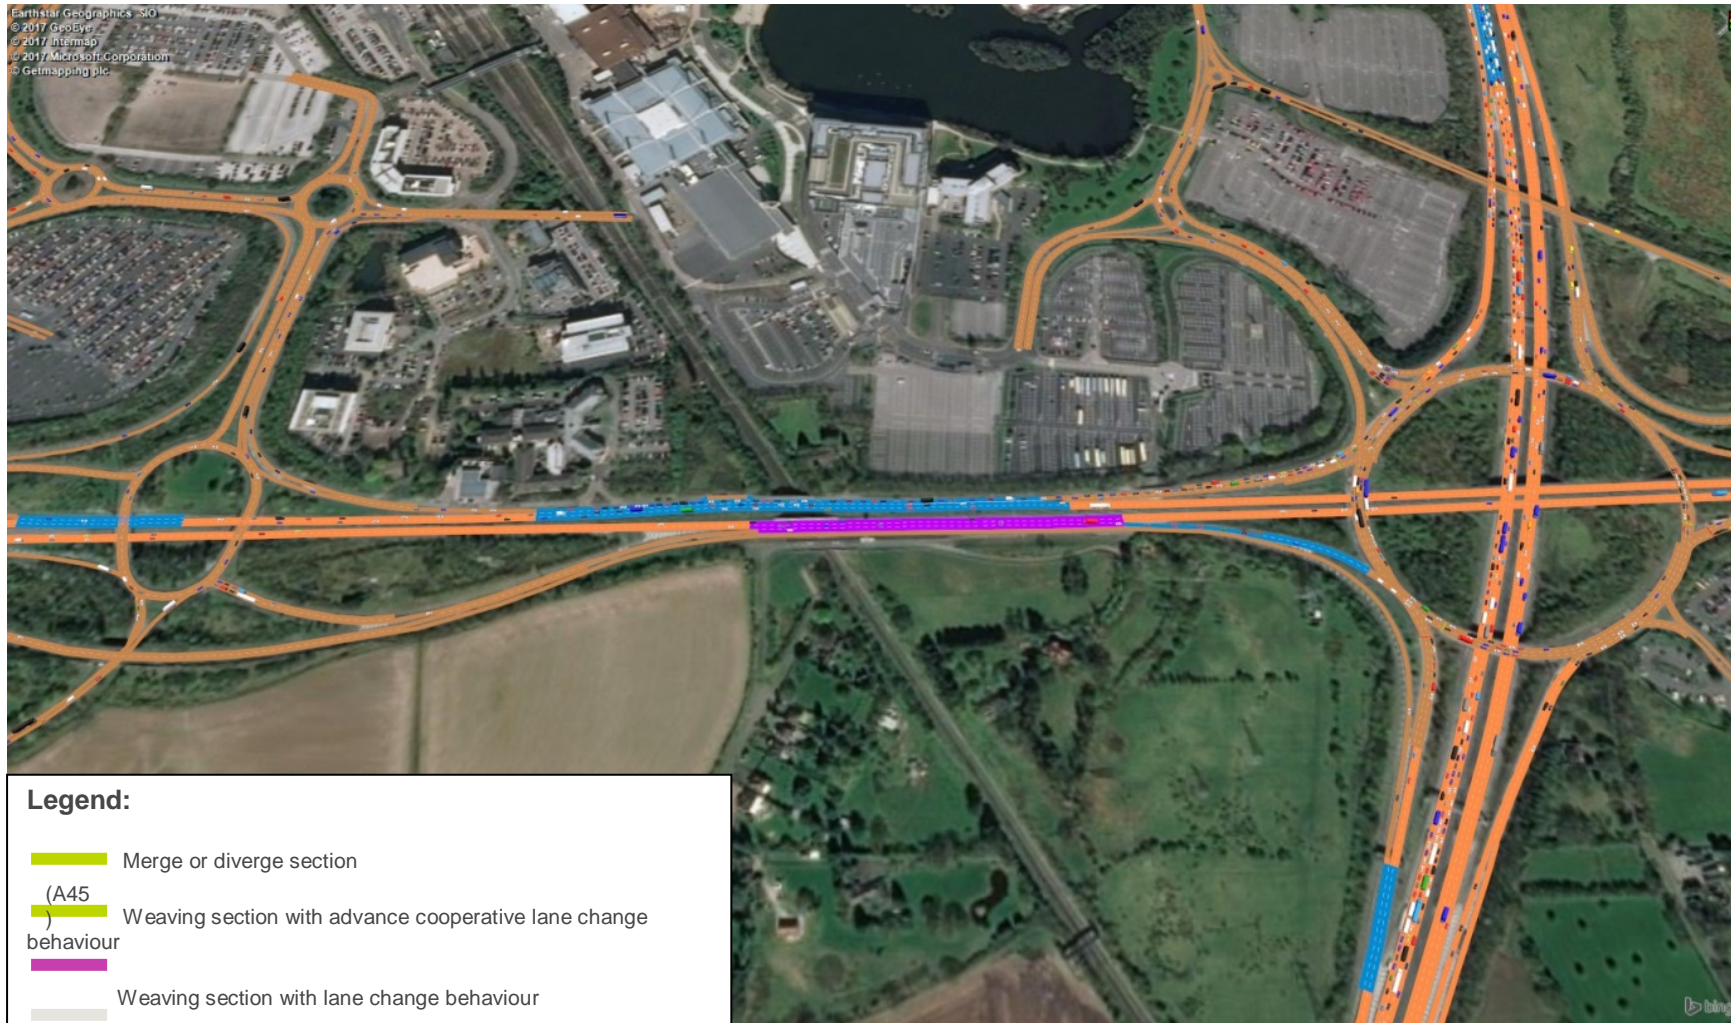 Earthstar Geographics SIO
© 2017 GeoEye
© 2017 Intermap
© 2017 Microsoft Corporation
© Getmapping plc
Legend:
Merge or diverge section
(A45
)
Weaving section with advance cooperative lane change
behaviour
Weaving section with lane change behaviour
bing